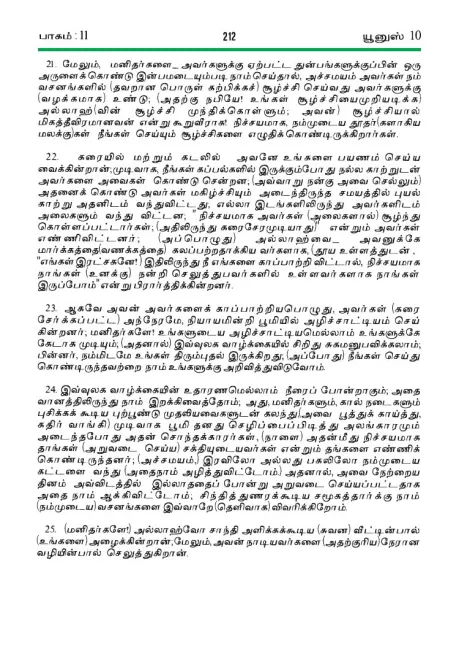 பாகம் : 11 212 யூனுஸ் 10
21. மேலும், மனிதர்களை_ அவர்களுக்கு ஏற்பட்ட துன்பங்களுக்குப்பின் ஒரு
அருளைக்கொண்டு இன்பமடையும்படி நாம்செய்தால், அச்சமயம் அவர்கள் நம்
வசனங்களில் (தவறான பொருள் கற்பிக்கச்) சூழ்ச்சி செய்வது அவர்களுக்கு
(வழக்கமாக) உண்டு; (அதற்கு நபியே! உங்கள் சூழ்ச்சியைமுறியடிக்க)
அல்லாஹ்(வின் சூழ்ச்சி முந்திக்கொள்ளும்; அவன்) சூழ்ச்சியால்
மிகத்தீவிரமானவன் என்று கூறுவீராக! நிச்சயமாக, நம்முடைய தூதர்(களாகிய
மலக்கு)கள் நீங்கள் செய்யும் சூழ்ச்சிகளை எழுதிக்கொண்டிருக்கிறார்கள்.
22. கரையில் மற்றும் கடலில் அவனே உங்களை பயணம் செய்ய
வைக்கின்றான்;முடிவாக, நீங்கள் கப்பல்களில் இருக்கும்போது நல்ல காற்றுடன்
அவர்களை அவைகள் கொண்டு சென்றன; (அவ்வாறு நன்கு அவை செல்லும்)
அதனைக் கொண்டு அவர்கள் மகிழ்ச்சியும் அடைந்திருந்த சமயத்தில் புயல்
காற்று அதனிடம் வந்துவிட்டது, எல்லா இடங்களிலிருந்து அவர்களிடம்
அலைகளும் வந்து விட்டன, "நிச்சயமாக அவர்கள் (அலைகளால்) சூழ்ந்து
கொள்ளப்பட்டார்கள்; (அதிலிருந்து கரைசேரமுடியாது)" என்றும் அவர்கள்
எண்ணிவிட்டனர்; (அப்பொழுது) அல்லாஹ்வை_ அவனுக்கே
மார்க்கத்தை(வணக்கத்தை) கலப்பற்றதாக்கிய வர்களாக, (தூய உள்ளத்துடன் ,
"எங்கள் இரட்சகனே!) இதிலிருந்து நீ எங்களை காப்பாற்றி விட்டால், நிச்சயமாக
நாங்கள் (உனக்கு) நன்றி செலுத்துபவர்களில் உள்ளவர்களாக நாங்கள்
இருப்போம்" என்று பிரார்த்திக்கின்றனர்.
23. ஆகவே அவன் அவர்களைக் காப்பாற்றியபொழுது, அவர்கள் (கரை
சேர்க்கப்பட்ட) அந்நேரமே, நியாயமின்றி பூமியில் அழிச்சாட்டியம் செய்
கின்றனர்; மனிதர்களே! உங்களுடைய அழிச்சாட்டியமெல்லாம் உங்களுக்கே
கேடாக முடியும்; (அதனால்) இவ்வுலக வாழ்க்கையில் சிறிது சுகமனுபவிக்கலாம்;
பின்னர், நம்மிடமே உங்கள் திரும்புதல் இருக்கிறது; (அப்போது) நீங்கள் செய்து
கொண்டிருந்தவற்றை நாம் உங்களுக்கு அறிவித்துவிடுவோம்.
24. இவ்வுலக வாழ்க்கையின் உதாரணமெல்லாம் நீரைப் போன்றாகும்; அதை
வானத்திலிருந்து நாம் இறக்கிவைத்தோம்; அது, மனிதர்களும், கால் நடைகளும்
புசிக்கக் கூடிய புற்பூண்டு முதலியவைகளுடன் கலந்து(,அவை பூத்துக் காய்த்து,
கதிர் வாங்கி) முடிவாக பூமி தனது செழிப்பைப்பிடித்து அலங்காரமும்
அடைந்தபோது அதன் சொந்தக்காரர்கள் , (நாளை) அதன்மீது நிச்சயமாக
தாங்கள் (அறுவடை செய்ய) சக்தியுடையவர்கள் என்றும் தங்களை எண்ணிக்
கொண்டிருந்தனர்; (அச்சமயம்,) இரவிலோ அல்லது பகலிலோ நம்முடைய
கட்டளை வந்து (அதைநாம் அழித்துவிட்டோம்.) அதனால், அவை நேற்றைய
தினம் அவ்விடத்தில் இல்லாததைப் போன்று அறுவடை செய்யப்பட்டதாக
அதை நாம் ஆக்கிவிட்டோம்; சிந்தித்துணரக்கூடிய சமூகத்தார்க்கு நாம்
(நம்முடைய) வசனங்களை இவ்வாறே(தெளிவாக)விவரிக்கிறோம்.
25. (மனிதர்களே!) அல்லாஹ்வோ சாந்தி அளிக்கக்கூடிய (சுவன) வீட்டின்பால்
(உங்களை)அழைக்கின்றான்;மேலும்,அவன் நாடியவர்களை (அதற்குரிய)நேரான
வழியின்பால் செலுத்துகிறான்.